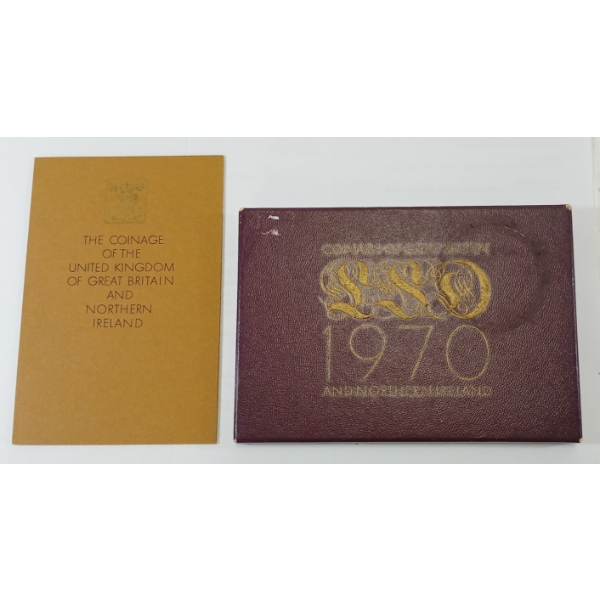 THE COINAGE
OF THE
UNITED KINGDOM
OF GREAT BRITAIN
AND
NORTHERN
IRELAND
COINAGE OF GREAT BRITAIN
LSD
1970
AND NORTHERN IRELAND